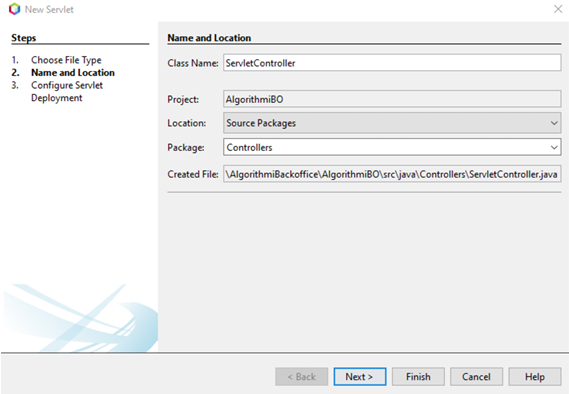 New Servlet
Steps
1. Choose File Type
2. Name and Location
3. Configure Servlet
Deployment
Name and Location
Class Name: ServletController
Project: AlgorithmiBO
Location: Source Packages
Package: Controllers
Created File: \AlgorithmiBackoffice\AlgorithmiBO\src\java\Controllers\ServletController.java
< Back Next > Finish Cancel Help